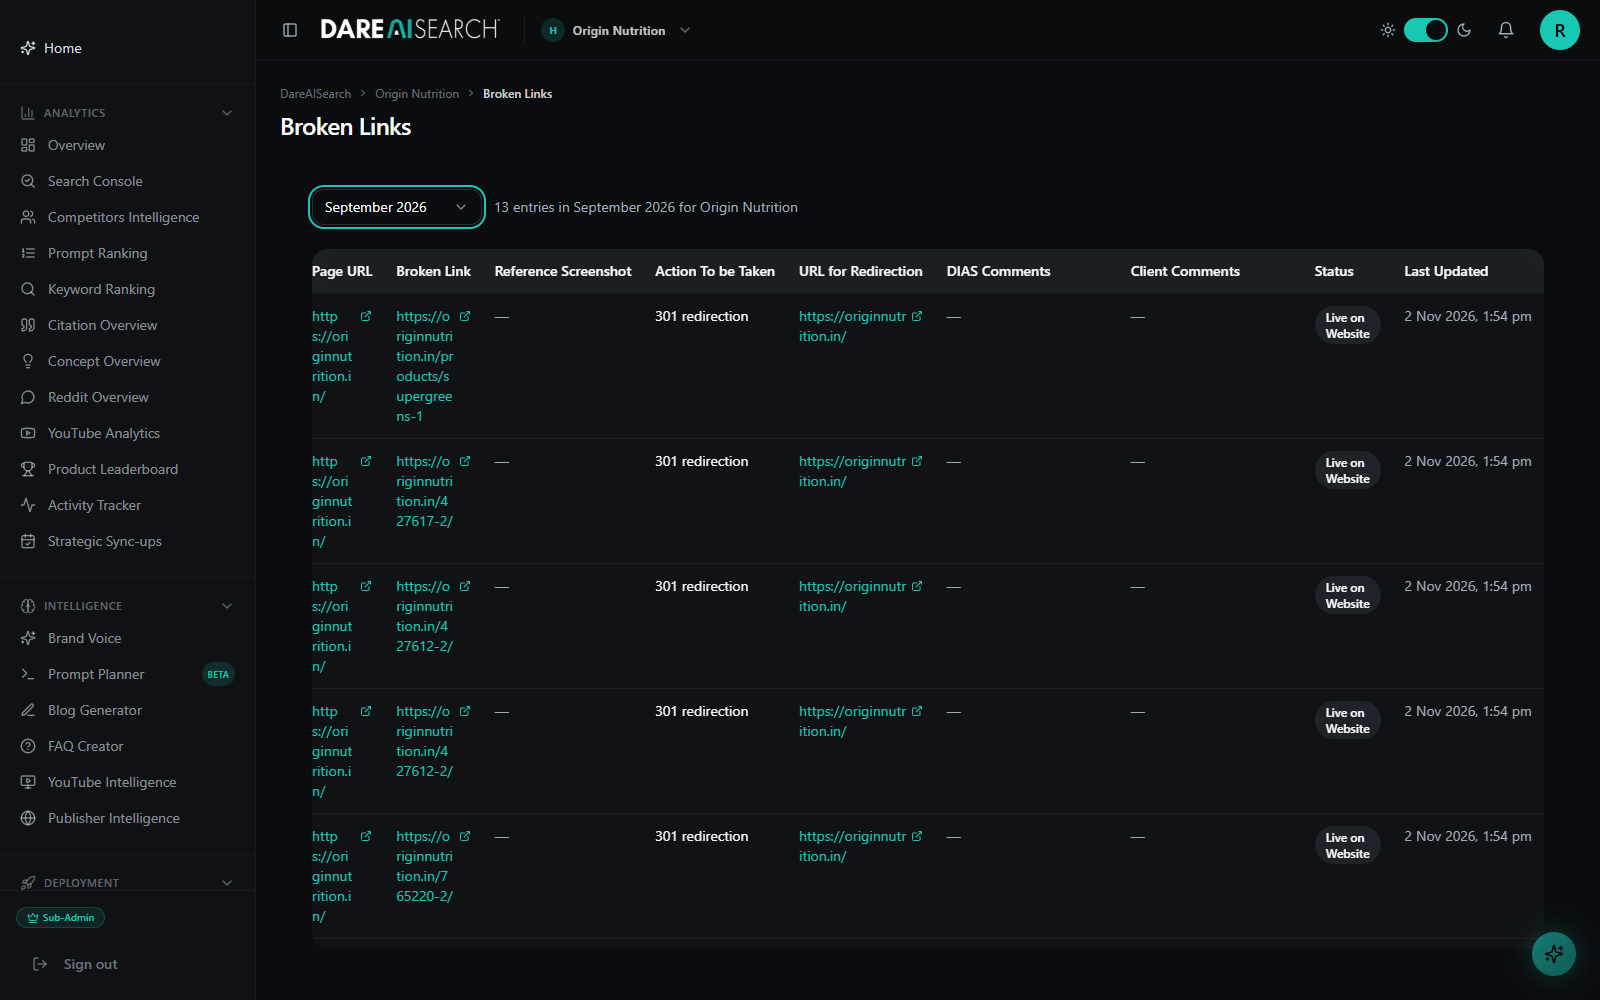 Home
ANALYTICS
Overview
Search Console
Competitors Intelligence
Prompt Ranking
Keyword Ranking
Citation Overview
Concept Overview
Reddit Overview
YouTube Analytics
Product Leaderboard
Activity Tracker
Strategic Sync-ups
INTELLIGENCE
Brand Voice
Prompt Planner BETA
Blog Generator
FAQ Creator
YouTube Intelligence
Publisher Intelligence
DEPLOYMENT
Sub-Admin
Sign out
DARE AI SEARCH
H Origin Nutrition
R
DareAISearch > Origin Nutrition > Broken Links
Broken Links
September 2026 13 entries in September 2026 for Origin Nutrition
Page URL Broken Link Reference Screenshot Action To be Taken URL for Redirection DIAS Comments Client Comments Status Last Updated
http https://o — 301 redirection https://originnutr — — Live on 2 Nov 2026, 1:54 pm
s://ori riginnutri ition.in/ Website
ginnut tion.in/pr
rition.i oducts/s
n/ upergree
ns-1
http https://o — 301 redirection https://originnutr — — Live on 2 Nov 2026, 1:54 pm
s://ori riginnutri ition.in/ Website
ginnut tion.in/4
rition.i 27617-2/
n/
http https://o — 301 redirection https://originnutr — — Live on 2 Nov 2026, 1:54 pm
s://ori riginnutri ition.in/ Website
ginnut tion.in/4
rition.i 27612-2/
n/
http https://o — 301 redirection https://originnutr — — Live on 2 Nov 2026, 1:54 pm
s://ori riginnutri ition.in/ Website
ginnut tion.in/4
rition.i 27612-2/
n/
http https://o — 301 redirection https://originnutr — — Live on 2 Nov 2026, 1:54 pm
s://ori riginnutri ition.in/ Website
ginnut tion.in/7
rition.i 65220-2/
n/